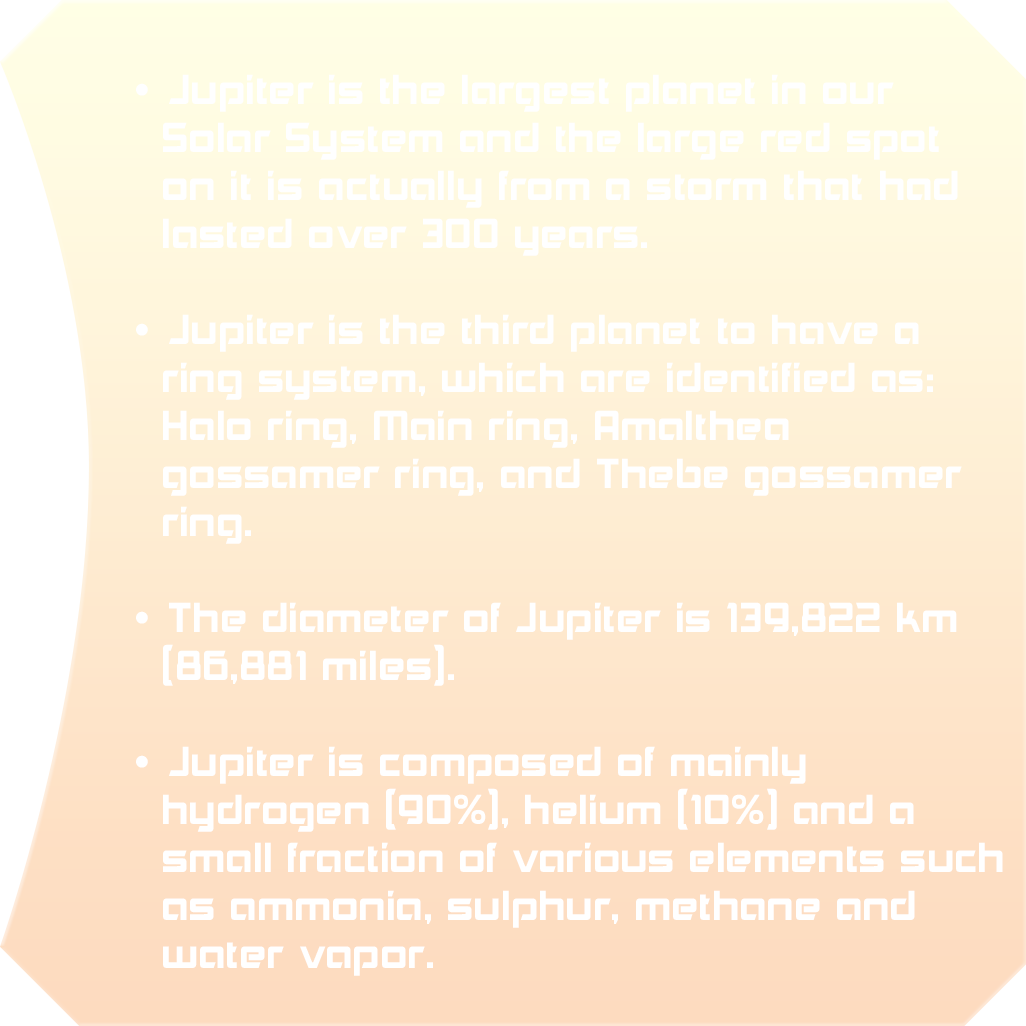 • Jupiter is the largest planet in our
Solar System and the large red spot
on it is actually from a storm that had
lasted over 300 years.
• Jupiter is the third planet to have a
ring system, which are identified as:
Halo ring, Main ring, Amalthea
gossamer ring, and Thebe gossamer
ring.
• The diameter of Jupiter is 139,822 km
(86,881 miles).
• Jupiter is composed of mainly
hydrogen (90%), helium (10%) and a
small fraction of various elements such
as ammonia, sulphur, methane and
water vapor.